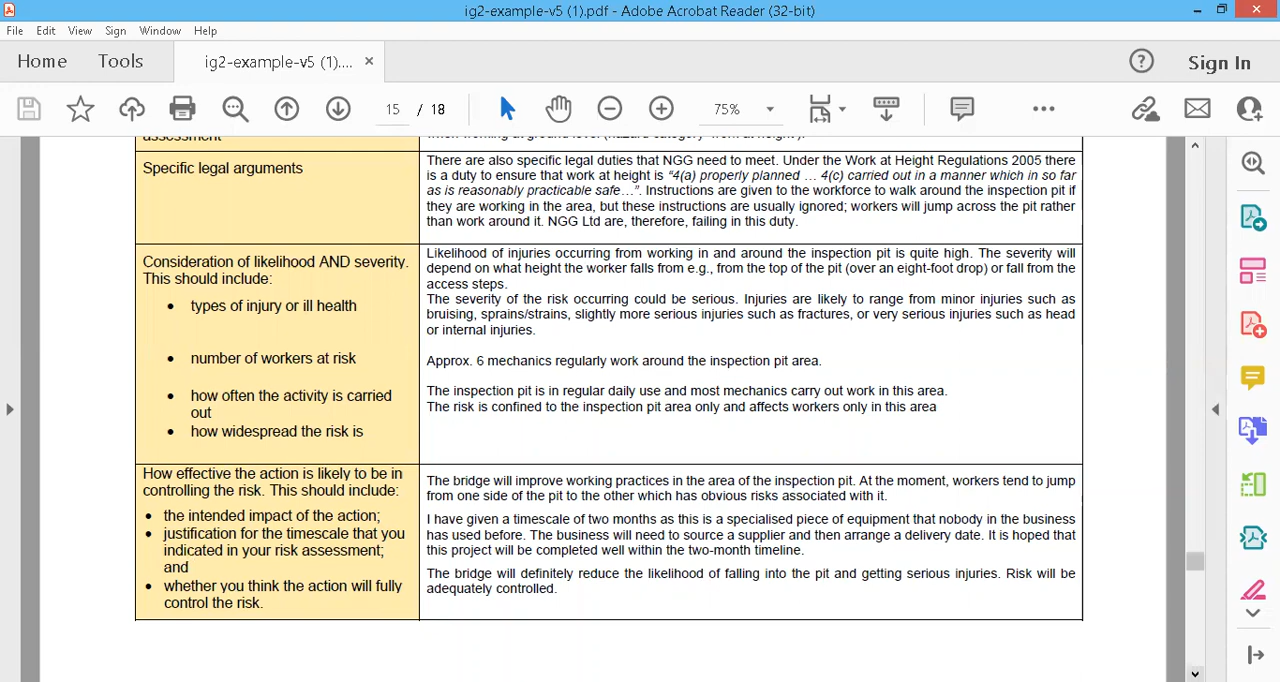 ig2-example-v5 (1).pdf - Adobe Acrobat Reader (32-bit)
File Edit View Sign Window Help
Home Tools ig2-example-v5 (1).... × ? Sign In
15 / 18 75%
assessment
when working at ground level (hazard category 'work at height').
Specific legal arguments
There are also specific legal duties that NGG need to meet. Under the Work at Height Regulations 2005 there
is a duty to ensure that work at height is “4(a) properly planned … 4(c) carried out in a manner which in so far
as is reasonably practicable safe…”. Instructions are given to the workforce to walk around the inspection pit if
they are working in the area, but these instructions are usually ignored; workers will jump across the pit rather
than work around it. NGG Ltd are, therefore, failing in this duty.
Consideration of likelihood AND severity.
This should include:
• types of injury or ill health
• number of workers at risk
• how often the activity is carried
out
• how widespread the risk is
Likelihood of injuries occurring from working in and around the inspection pit is quite high. The severity will
depend on what height the worker falls from e.g., from the top of the pit (over an eight-foot drop) or fall from the
access steps.
The severity of the risk occurring could be serious. Injuries are likely to range from minor injuries such as
bruising, sprains/strains, slightly more serious injuries such as fractures, or very serious injuries such as head
or internal injuries.
Approx. 6 mechanics regularly work around the inspection pit area.
The inspection pit is in regular daily use and most mechanics carry out work in this area.
The risk is confined to the inspection pit area only and affects workers only in this area
How effective the action is likely to be in
controlling the risk. This should include:
• the intended impact of the action;
• justification for the timescale that you
indicated in your risk assessment;
and
• whether you think the action will fully
control the risk.
The bridge will improve working practices in the area of the inspection pit. At the moment, workers tend to jump
from one side of the pit to the other which has obvious risks associated with it.
I have given a timescale of two months as this is a specialised piece of equipment that nobody in the business
has used before. The business will need to source a supplier and then arrange a delivery date. It is hoped that
this project will be completed well within the two-month timeline.
The bridge will definitely reduce the likelihood of falling into the pit and getting serious injuries. Risk will be
adequately controlled.